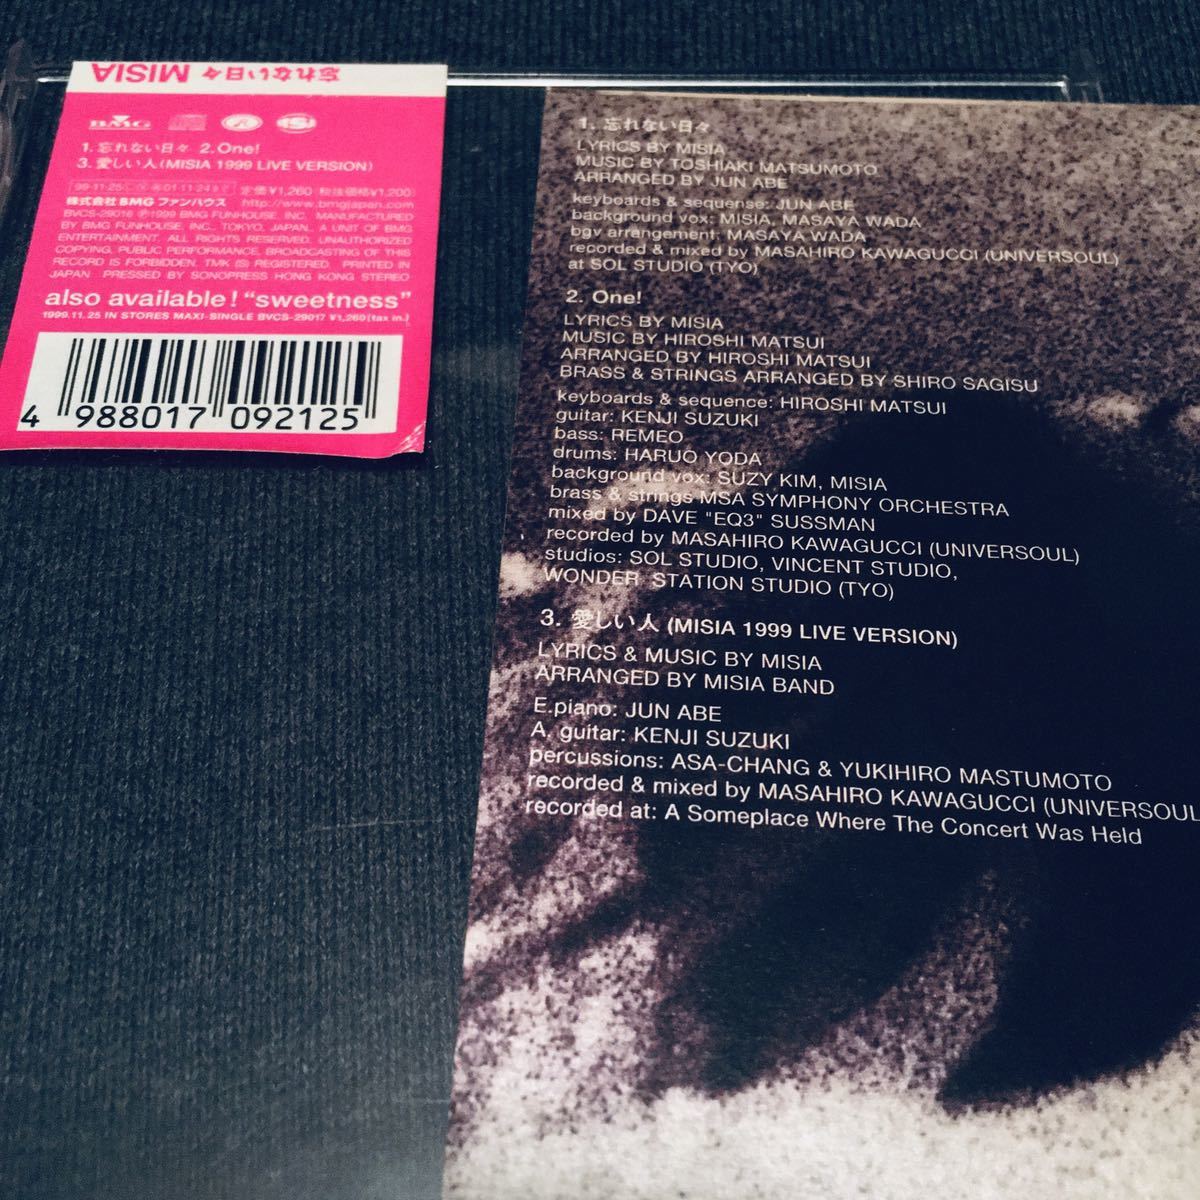 忘れない日々 MISIA
BMG
1. 忘れない日々 2. One!
3. 愛しい人 (MISIA 1999 LIVE VERSION)
定価¥1,260 (税抜価格¥1,200)
株式会社 BMG ファンハウス http://www.bmgjapan.com
BVCS-29016 Ⓟ1999 BMG FUNHOUSE, INC. MANUFACTURED
BY BMG FUNHOUSE, INC., TOKYO, JAPAN. A UNIT OF BMG
ENTERTAINMENT. ALL RIGHTS RESERVED. UNAUTHORIZED
COPYING, PUBLIC PERFORMANCE, BROADCASTING OF THIS
RECORD IS FORBIDDEN. TMK (S) REGISTERED. PRINTED IN
JAPAN PRESSED BY SONOPRESS HONG KONG STEREO
also available! "sweetness"
1999.11.25 IN STORES MAXI-SINGLE BVCS-29017 ¥1,260 (tax in.)
4 988017 092125
1. 忘れない日々
LYRICS BY MISIA
MUSIC BY TOSHIAKI MATSUMOTO
ARRANGED BY JUN ABE
keyboards & sequense: JUN ABE
background vox: MISIA, MASAYA WADA
bgv arrangement: MASAYA WADA
recorded & mixed by MASAHIRO KAWAGUCCI (UNIVERSOUL)
at SOL STUDIO (TYO)
2. One!
LYRICS BY MISIA
MUSIC BY HIROSHI MATSUI
ARRANGED BY HIROSHI MATSUI
BRASS & STRINGS ARRANGED BY SHIRO SAGISU
keyboards & sequence: HIROSHI MATSUI
guitar: KENJI SUZUKI
bass: REMEO
drums: HARUO YODA
background vox: SUZY KIM, MISIA
brass & strings MSA SYMPHONY ORCHESTRA
mixed by DAVE "EQ3" SUSSMAN
recorded by MASAHIRO KAWAGUCCI (UNIVERSOUL)
studios: SOL STUDIO, VINCENT STUDIO,
WONDER STATION STUDIO (TYO)
3. 愛しい人 (MISIA 1999 LIVE VERSION)
LYRICS & MUSIC BY MISIA
ARRANGED BY MISIA BAND
E.piano: JUN ABE
A. guitar: KENJI SUZUKI
percussions: ASA-CHANG & YUKIHIRO MASTUMOTO
recorded & mixed by MASAHIRO KAWAGUCCI (UNIVERSOUL
recorded at: A Someplace Where The Concert Was Held